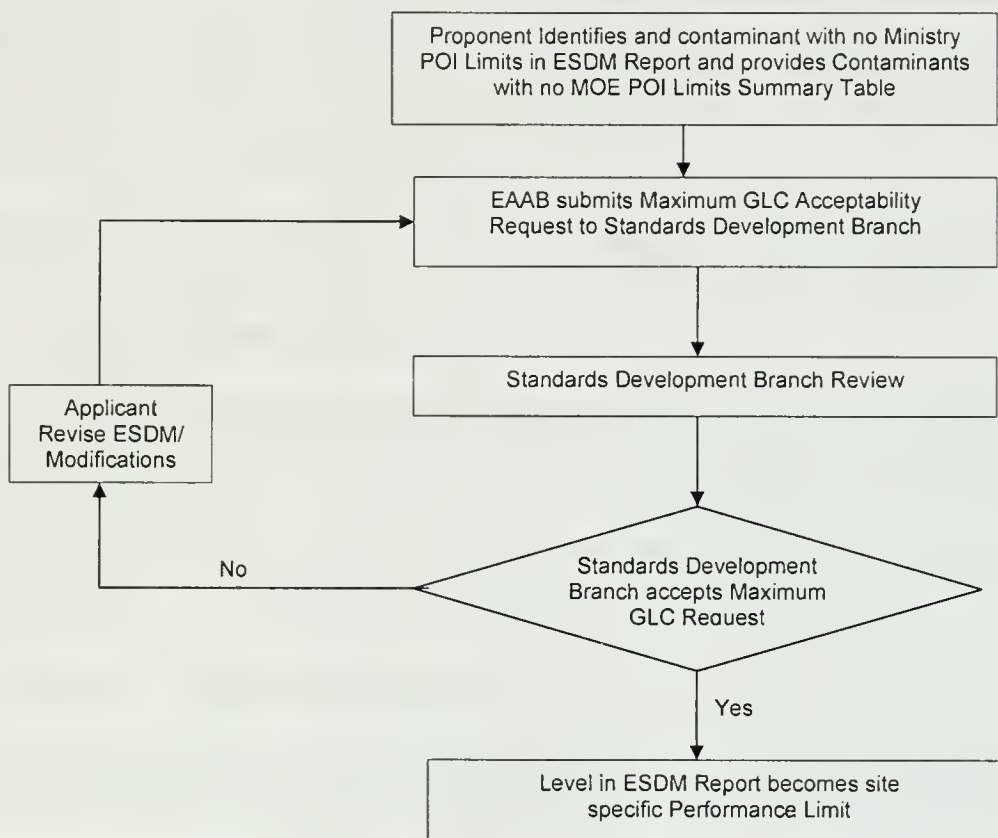 Proponent Identifies and contaminant with no Ministry
POI Limits in ESDM Report and provides Contaminants
with no MOE POI Limits Summary Table
EAAB submits Maximum GLC Acceptability
Request to Standards Development Branch
Standards Development Branch Review
Applicant
Revise ESDM/
Modifications
No
Standards Development
Branch accepts Maximum
GLC Request
Yes
Level in ESDM Report becomes site
specific Performance Limit